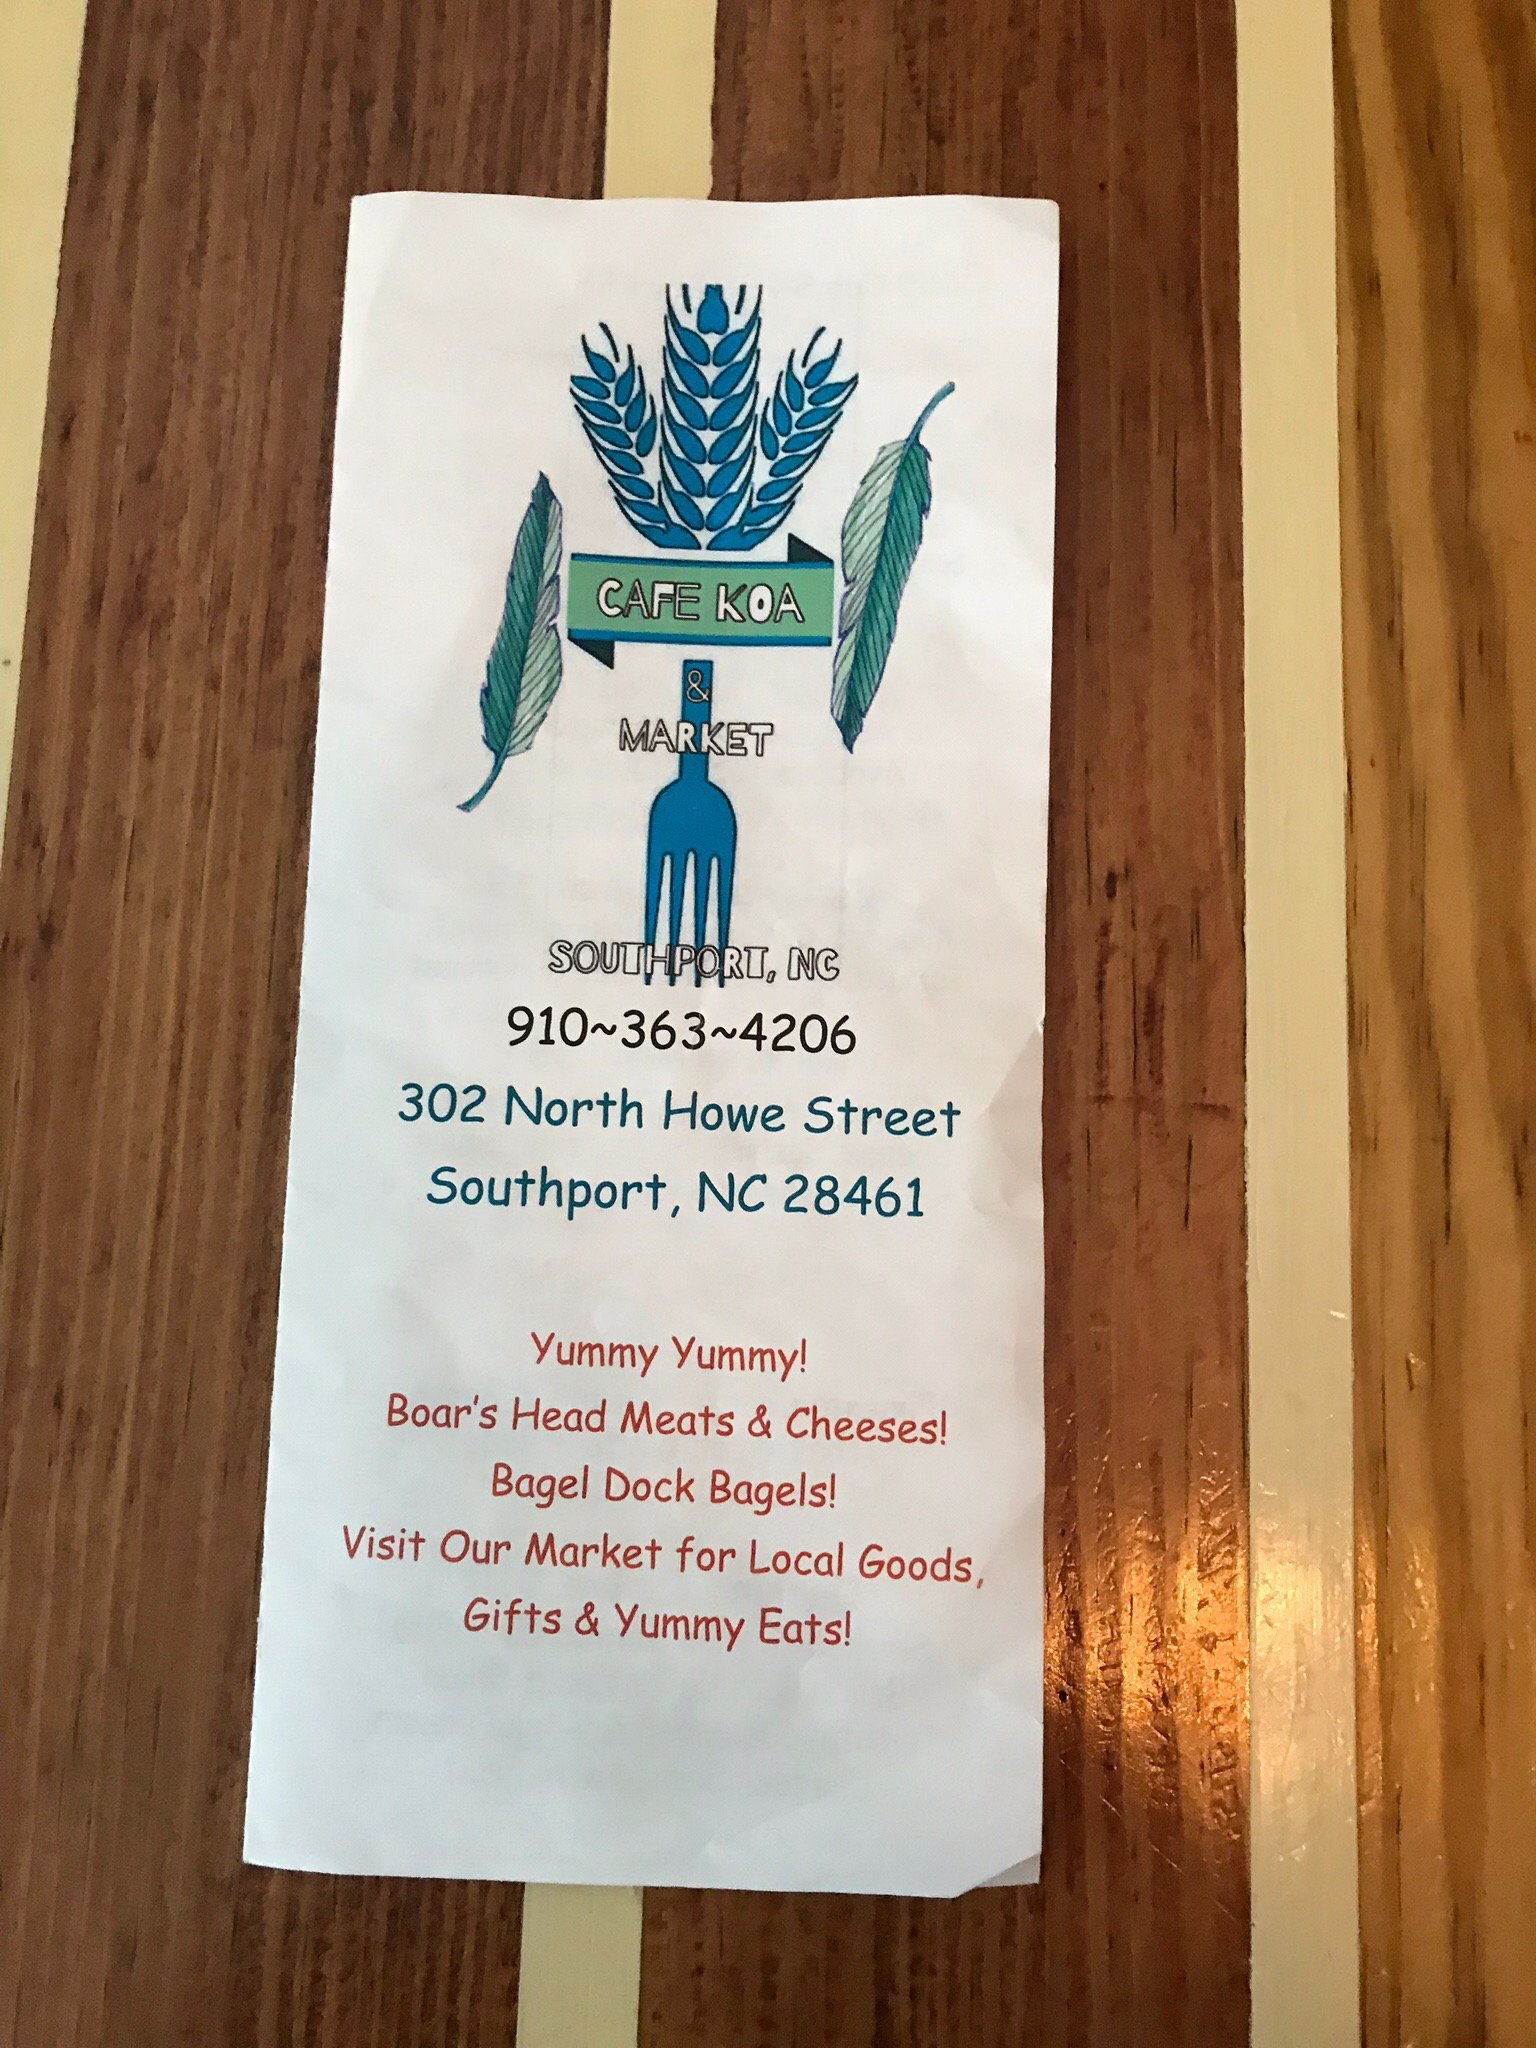 CAFE KOA
&
MARKET
SOUTHPORT, NC
910~363~4206
302 North Howe Street
Southport, NC 28461
Yummy Yummy!
Boar's Head Meats & Cheeses!
Bagel Dock Bagels!
Visit Our Market for Local Goods,
Gifts & Yummy Eats!